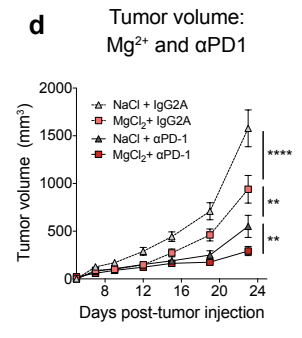 d
Tumor volume:
Mg²⁺ and αPD1
Tumor volume (mm³)
2000
1500
1000
500
0
NaCl + IgG2A
MgCl₂+ IgG2A
NaCl + αPD-1
MgCl₂+ αPD-1
****
**
**
8 12 16 20 24
Days post-tumor injection